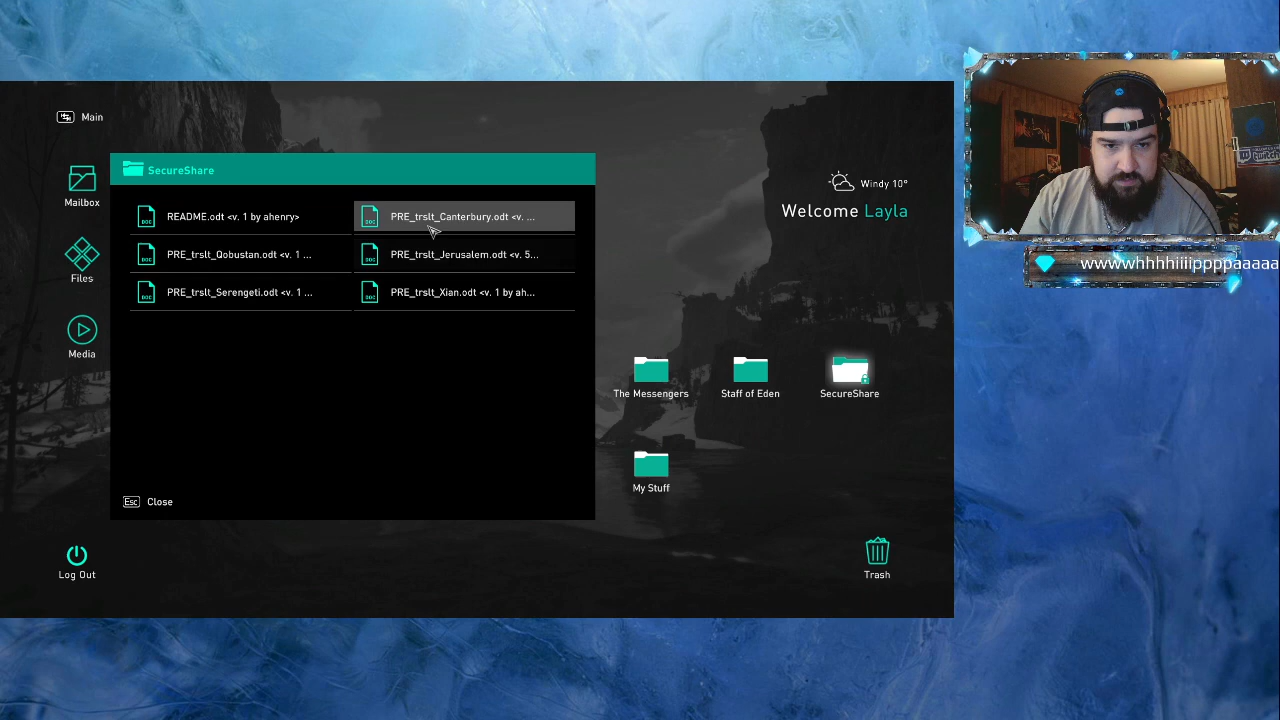 Main
SecureShare
README.odt <v. 1 by ahenry>
PRE_trslt_Canterbury.odt <v. ...
PRE_trslt_Qobustan.odt <v. 1 ...
PRE_trslt_Jerusalem.odt <v. 5...
PRE_trslt_Serengeti.odt <v. 1 ...
PRE_trslt_Xian.odt <v. 1 by ah...
Esc Close
Mailbox
Files
Media
Log Out
Windy 10°
Welcome Layla
The Messengers
Staff of Eden
SecureShare
My Stuff
Trash
twitch
wwwwhhhhiiiippppaaaaa